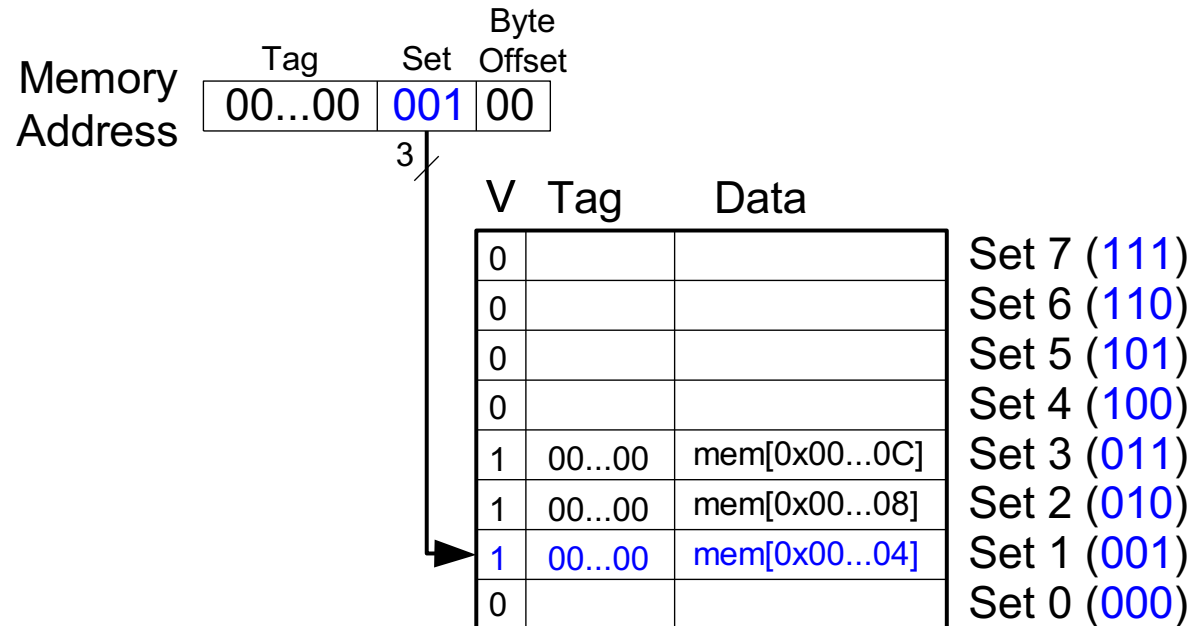 Byte
Tag Set Offset
Memory Address 00...00 001 00
3
V Tag Data
0 Set 7 (111)
0 Set 6 (110)
0 Set 5 (101)
0 Set 4 (100)
1 00...00 mem[0x00...0C] Set 3 (011)
1 00...00 mem[0x00...08] Set 2 (010)
1 00...00 mem[0x00...04] Set 1 (001)
0 Set 0 (000)